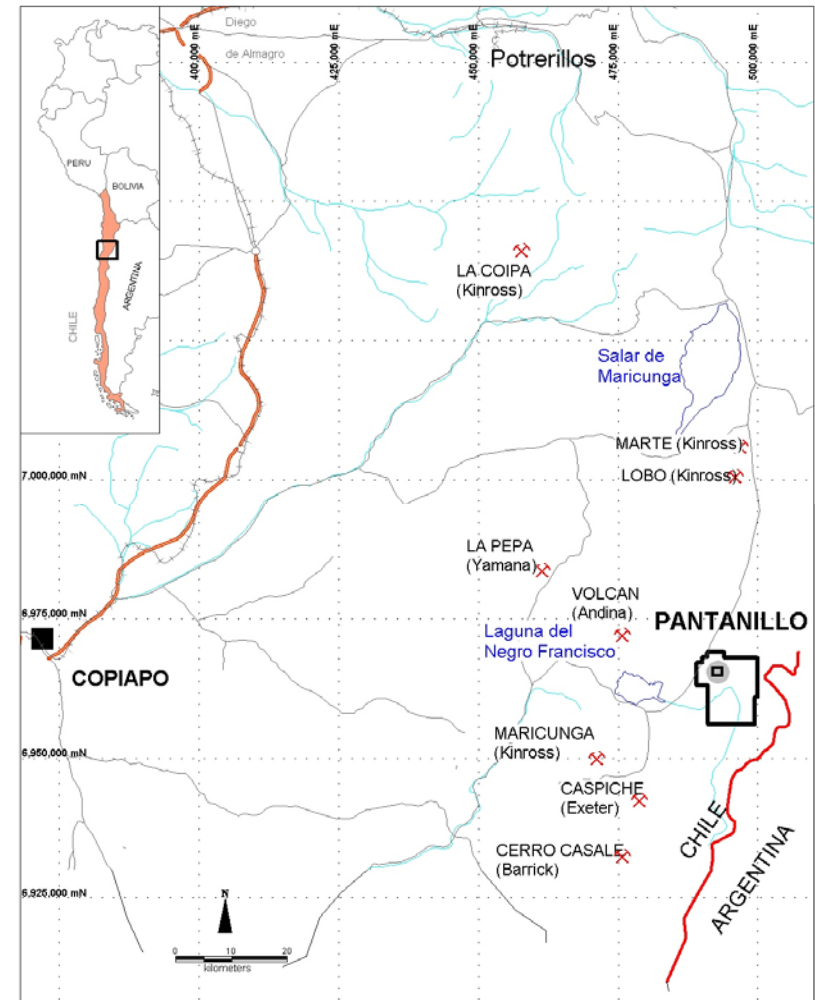 Diego
de Almagro
400,000 mE
425,000 mE
450,000 mE
475,000 mE
500,000 mE
Potrerillos
PERU
BOLIVIA
CHILE
ARGENTINA
LA COIPA
(Kinross)
Salar de
Maricunga
MARTE (Kinross)
LOBO (Kinross)
7,000,000 mN
LA PEPA
(Yamana)
VOLCAN
(Andina)
6,975,000 mN
PANTANILLO
Laguna del
Negro Francisco
COPIAPO
MARICUNGA
(Kinross)
6,950,000 mN
CASPICHE
(Exeter)
CHILE
ARGENTINA
CERRO CASALE
(Barrick)
6,925,000 mN
N
0 10 20
kilometers